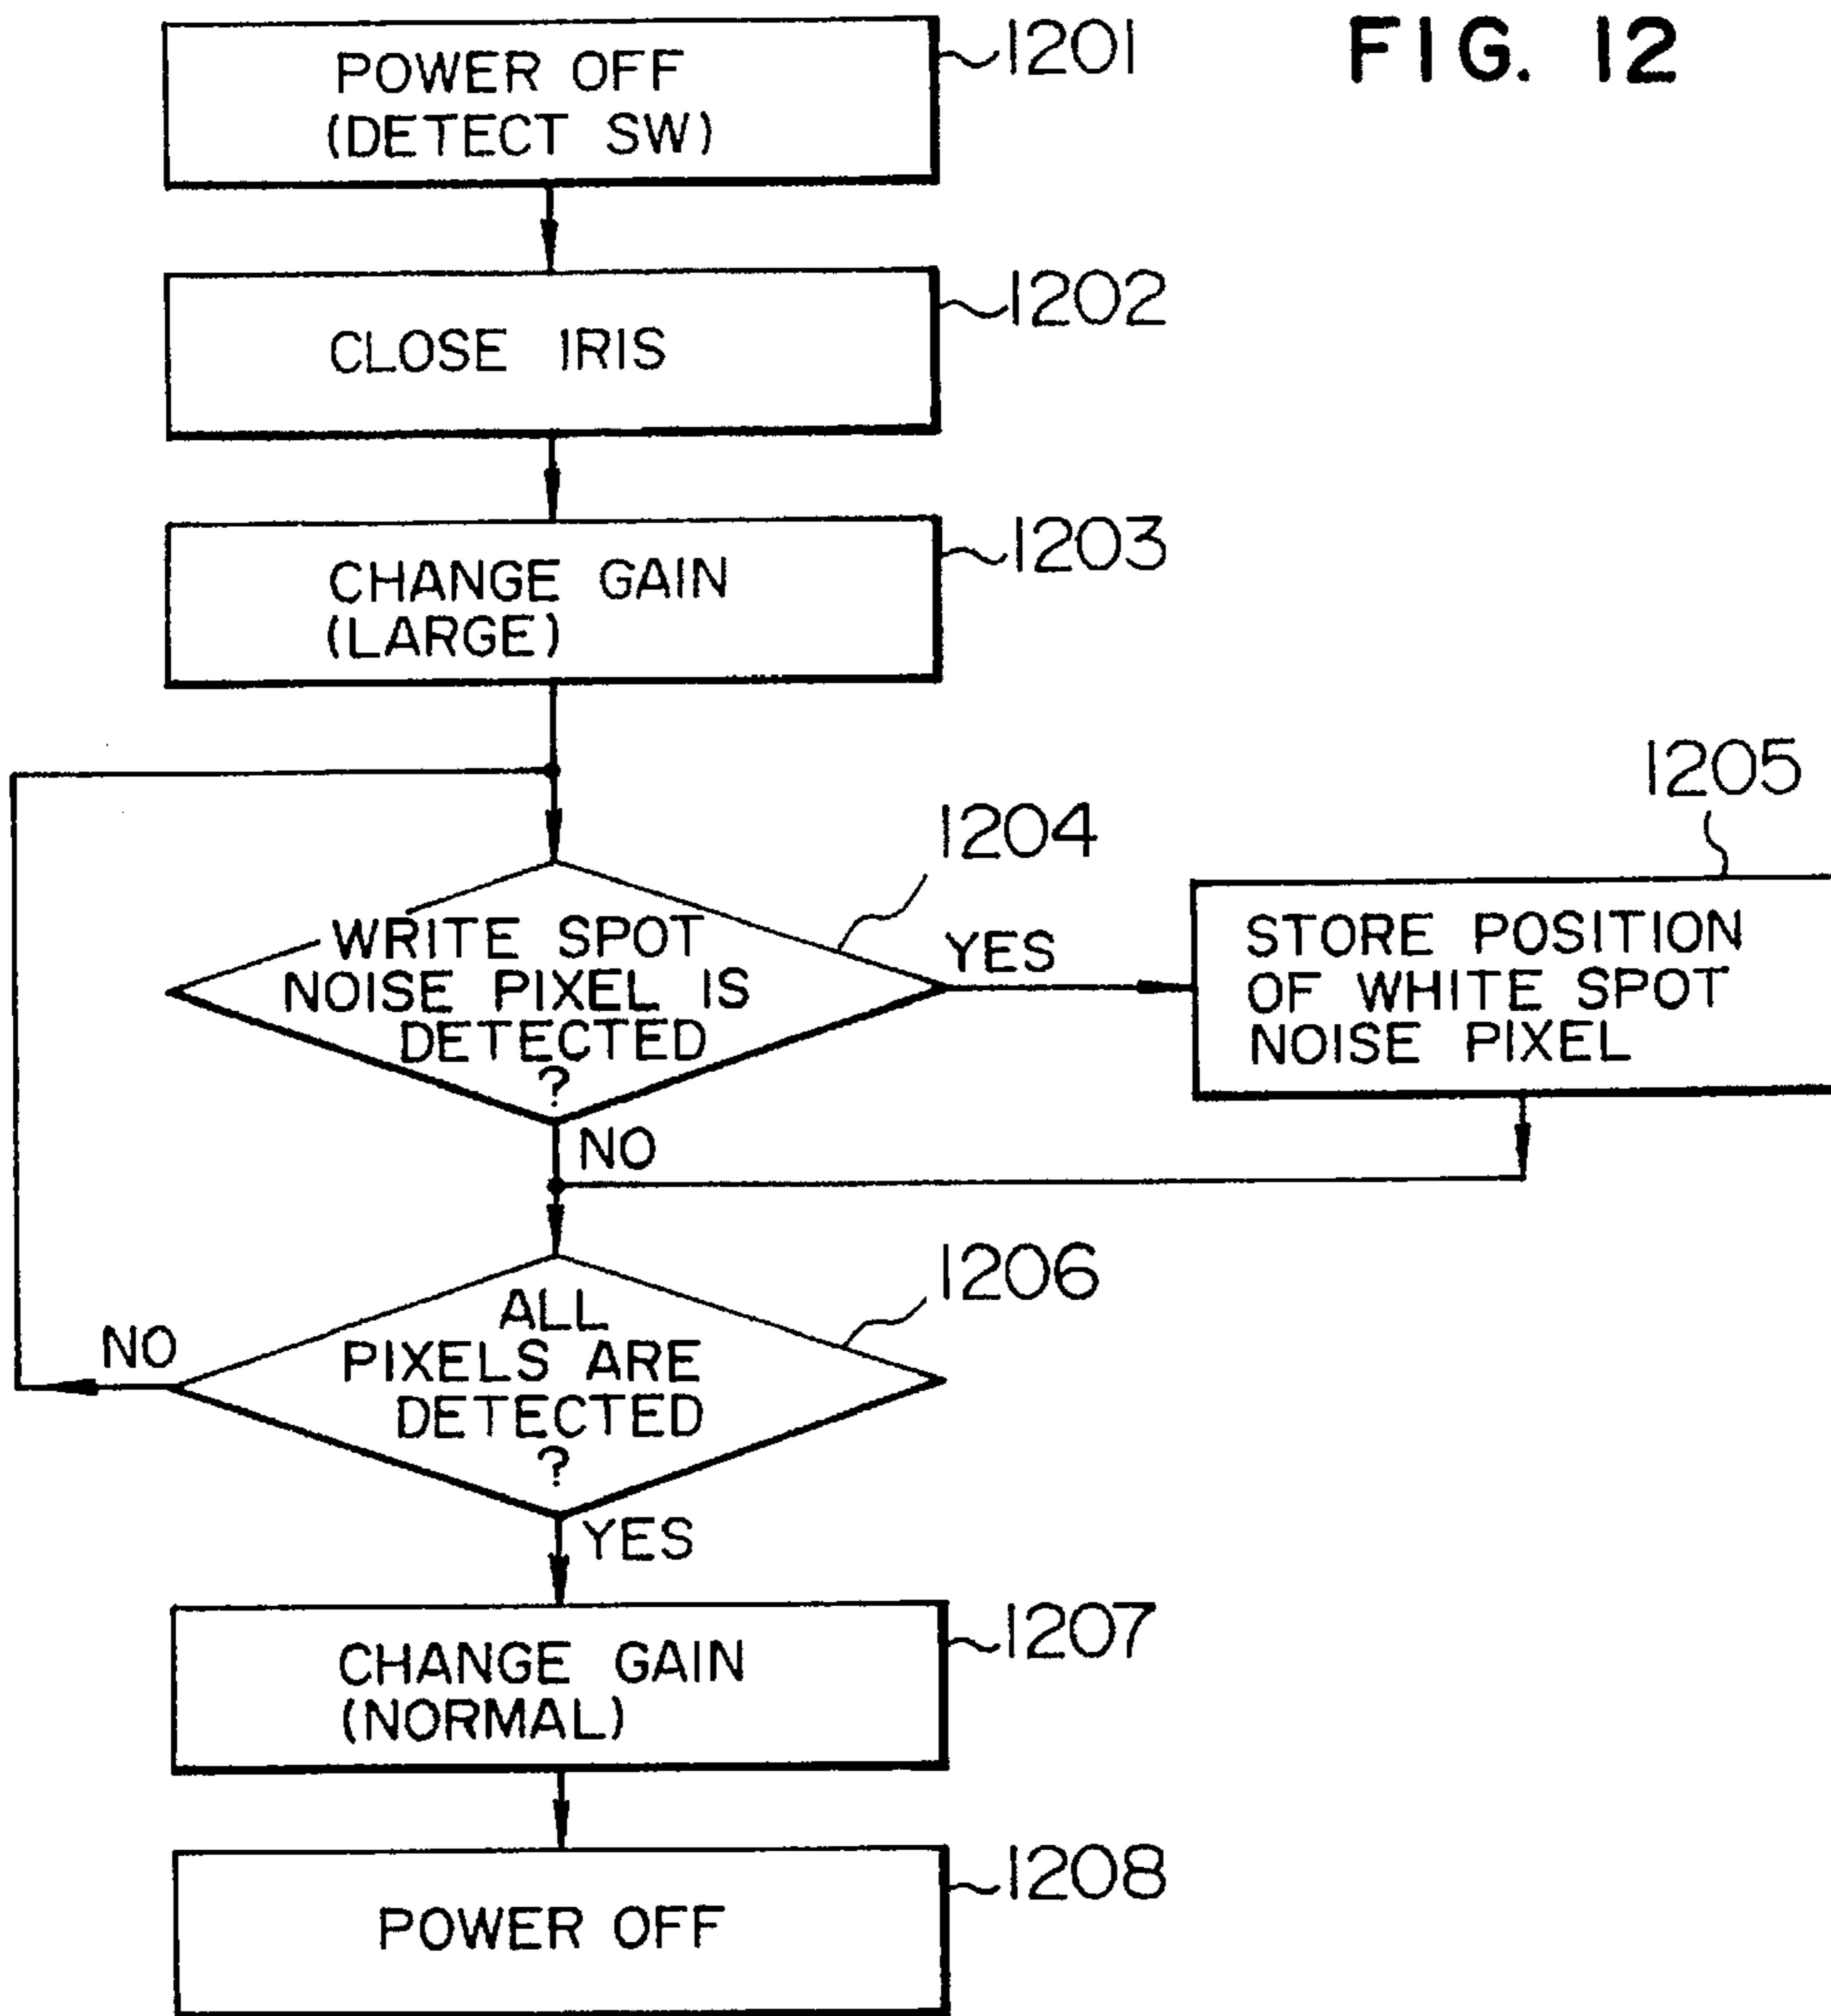 FIG. 12
POWER OFF
(DETECT SW)
1201
CLOSE IRIS
1202
CHANGE GAIN
(LARGE)
1203
WRITE SPOT
NOISE PIXEL IS
DETECTED
?
1204
YES
NO
STORE POSITION
OF WHITE SPOT
NOISE PIXEL
1205
ALL
PIXELS ARE
DETECTED
?
1206
NO
YES
CHANGE GAIN
(NORMAL)
1207
POWER OFF
1208